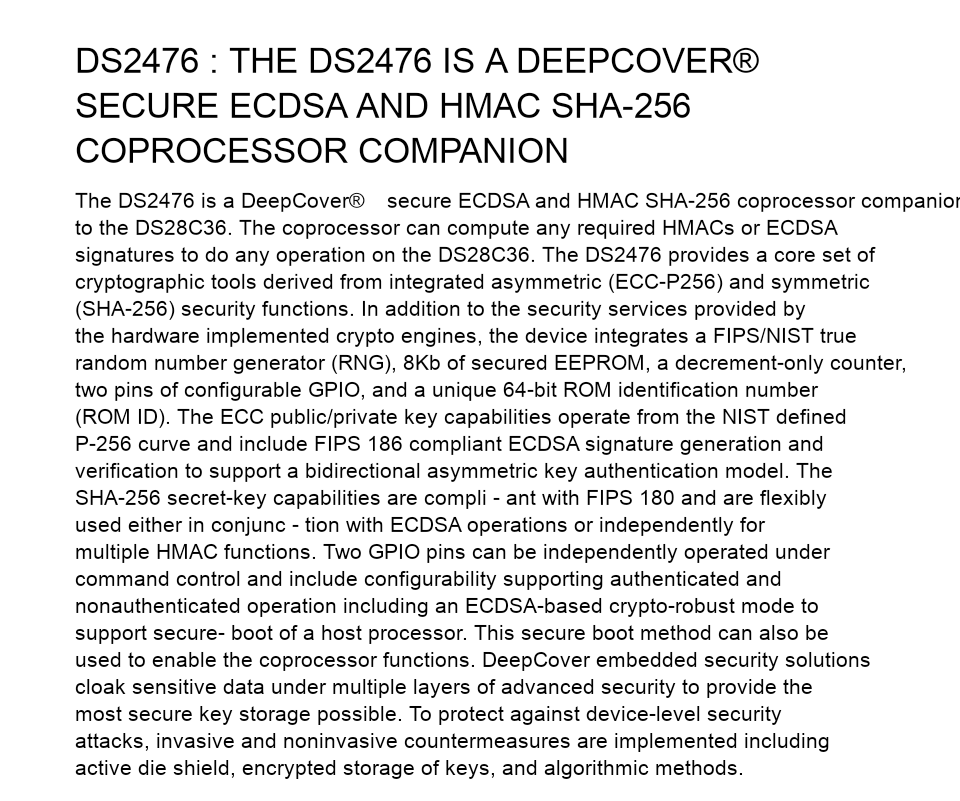 DS2476 : THE DS2476 IS A DEEPCOVER®
SECURE ECDSA AND HMAC SHA-256
COPROCESSOR COMPANION
The DS2476 is a DeepCover® secure ECDSA and HMAC SHA-256 coprocessor companion
to the DS28C36. The coprocessor can compute any required HMACs or ECDSA
signatures to do any operation on the DS28C36. The DS2476 provides a core set of
cryptographic tools derived from integrated asymmetric (ECC-P256) and symmetric
(SHA-256) security functions. In addition to the security services provided by
the hardware implemented crypto engines, the device integrates a FIPS/NIST true
random number generator (RNG), 8Kb of secured EEPROM, a decrement-only counter,
two pins of configurable GPIO, and a unique 64-bit ROM identification number
(ROM ID). The ECC public/private key capabilities operate from the NIST defined
P-256 curve and include FIPS 186 compliant ECDSA signature generation and
verification to support a bidirectional asymmetric key authentication model. The
SHA-256 secret-key capabilities are compli - ant with FIPS 180 and are flexibly
used either in conjunc - tion with ECDSA operations or independently for
multiple HMAC functions. Two GPIO pins can be independently operated under
command control and include configurability supporting authenticated and
nonauthenticated operation including an ECDSA-based crypto-robust mode to
support secure- boot of a host processor. This secure boot method can also be
used to enable the coprocessor functions. DeepCover embedded security solutions
cloak sensitive data under multiple layers of advanced security to provide the
most secure key storage possible. To protect against device-level security
attacks, invasive and noninvasive countermeasures are implemented including
active die shield, encrypted storage of keys, and algorithmic methods.